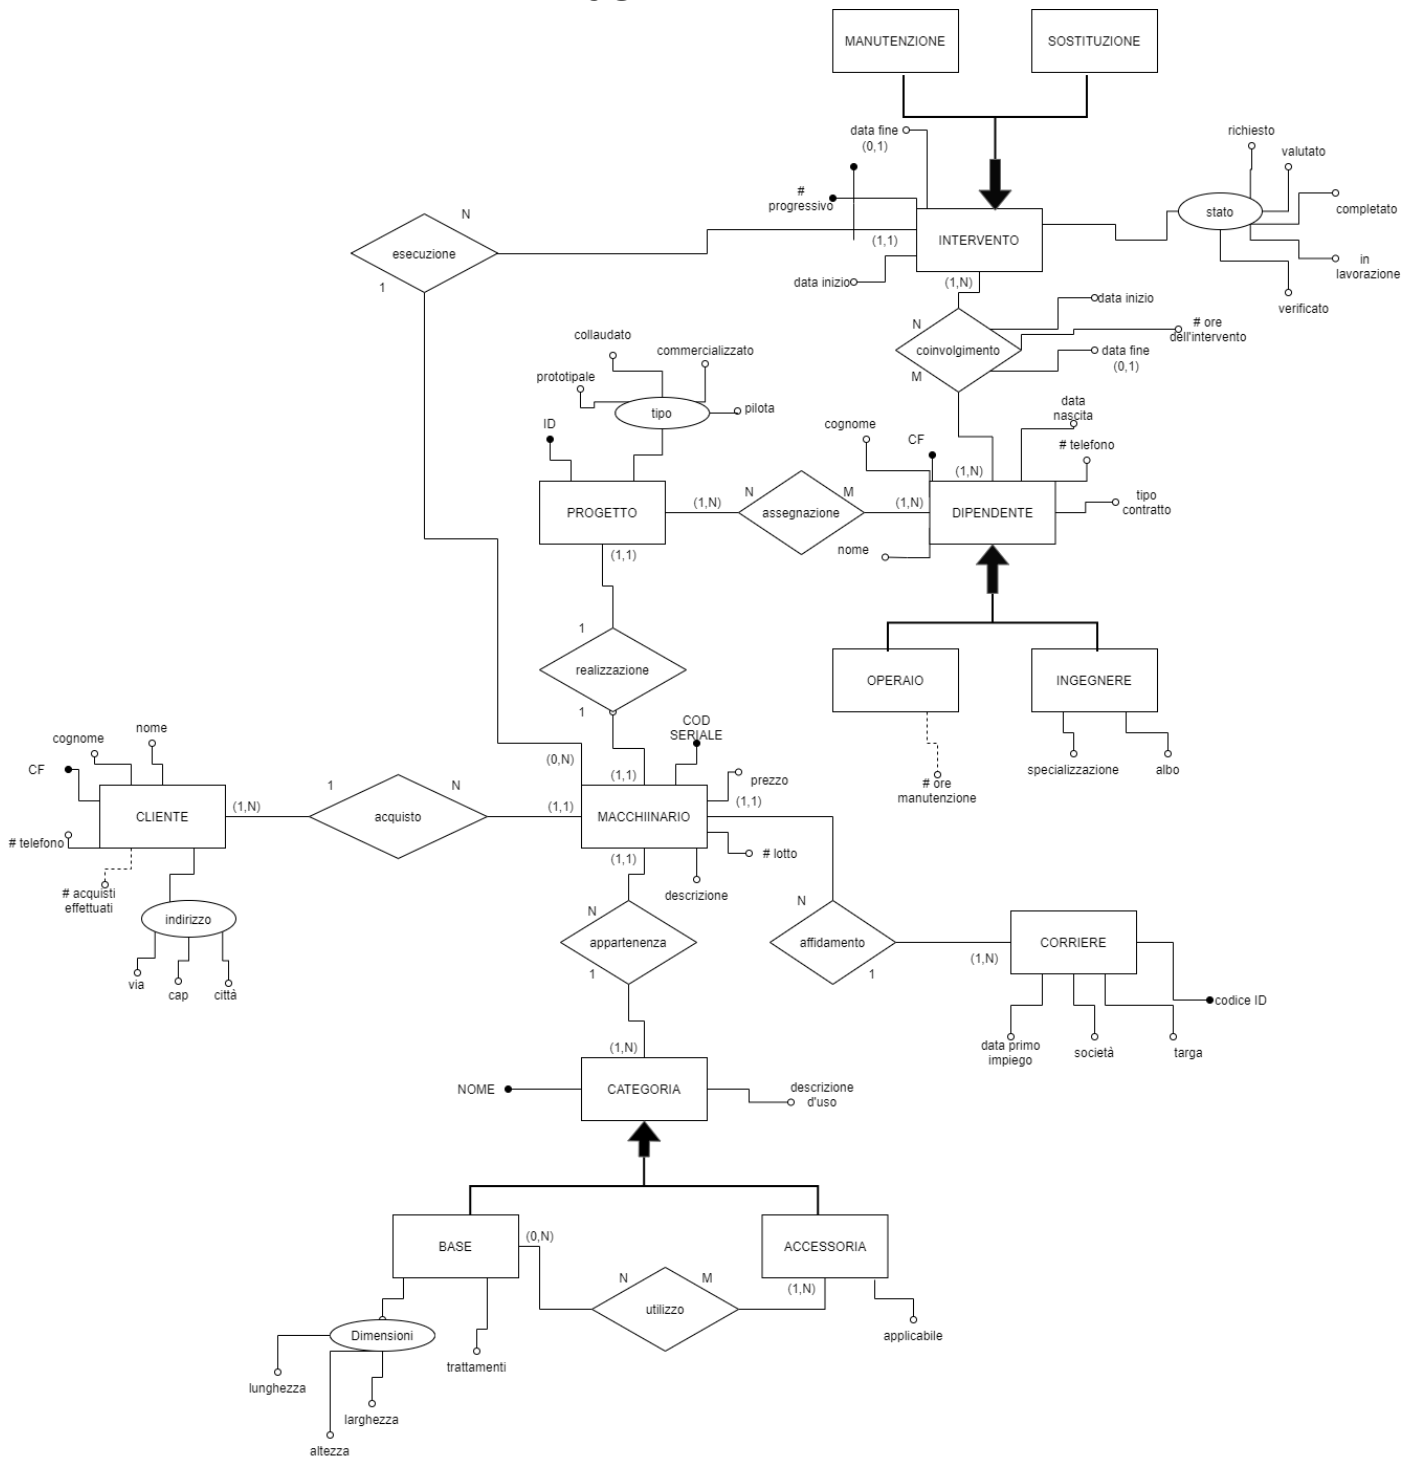 MANUTENZIONE
SOSTITUZIONE
data fine
(0,1)
richiesto
valutato
#
progressivo
completato
stato
N
esecuzione
(1,1)
INTERVENTO
in
lavorazione
1
data inizio
(1,N)
verificato
data inizio
N
# ore
dell'intervento
coinvolgimento
data fine
(0,1)
M
collaudato
commercializzato
prototipale
tipo
pilota
ID
cognome
data
nascita
CF
# telefono
(1,N)
PROGETTO
(1,N)
N
assegnazione
M
(1,N)
DIPENDENTE
tipo
contratto
nome
(1,1)
1
realizzazione
1
OPERAIO
INGEGNERE
specializzazione
albo
# ore
manutenzione
COD
SERIALE
cognome
nome
CF
(0,N)
(1,1)
prezzo
(1,1)
CLIENTE
(1,N)
1
acquisto
N
(1,1)
MACCHIINARIO
# telefono
# lotto
(1,1)
descrizione
# acquisti
effettuati
indirizzo
via
cap
città
N
appartenenza
1
N
affidamento
1
(1,N)
CORRIERE
codice ID
data primo
impiego
società
targa
(1,N)
NOME
CATEGORIA
descrizione
d'uso
BASE
(0,N)
ACCESSORIA
N
utilizzo
M
(1,N)
applicabile
Dimensioni
trattamenti
lunghezza
larghezza
altezza